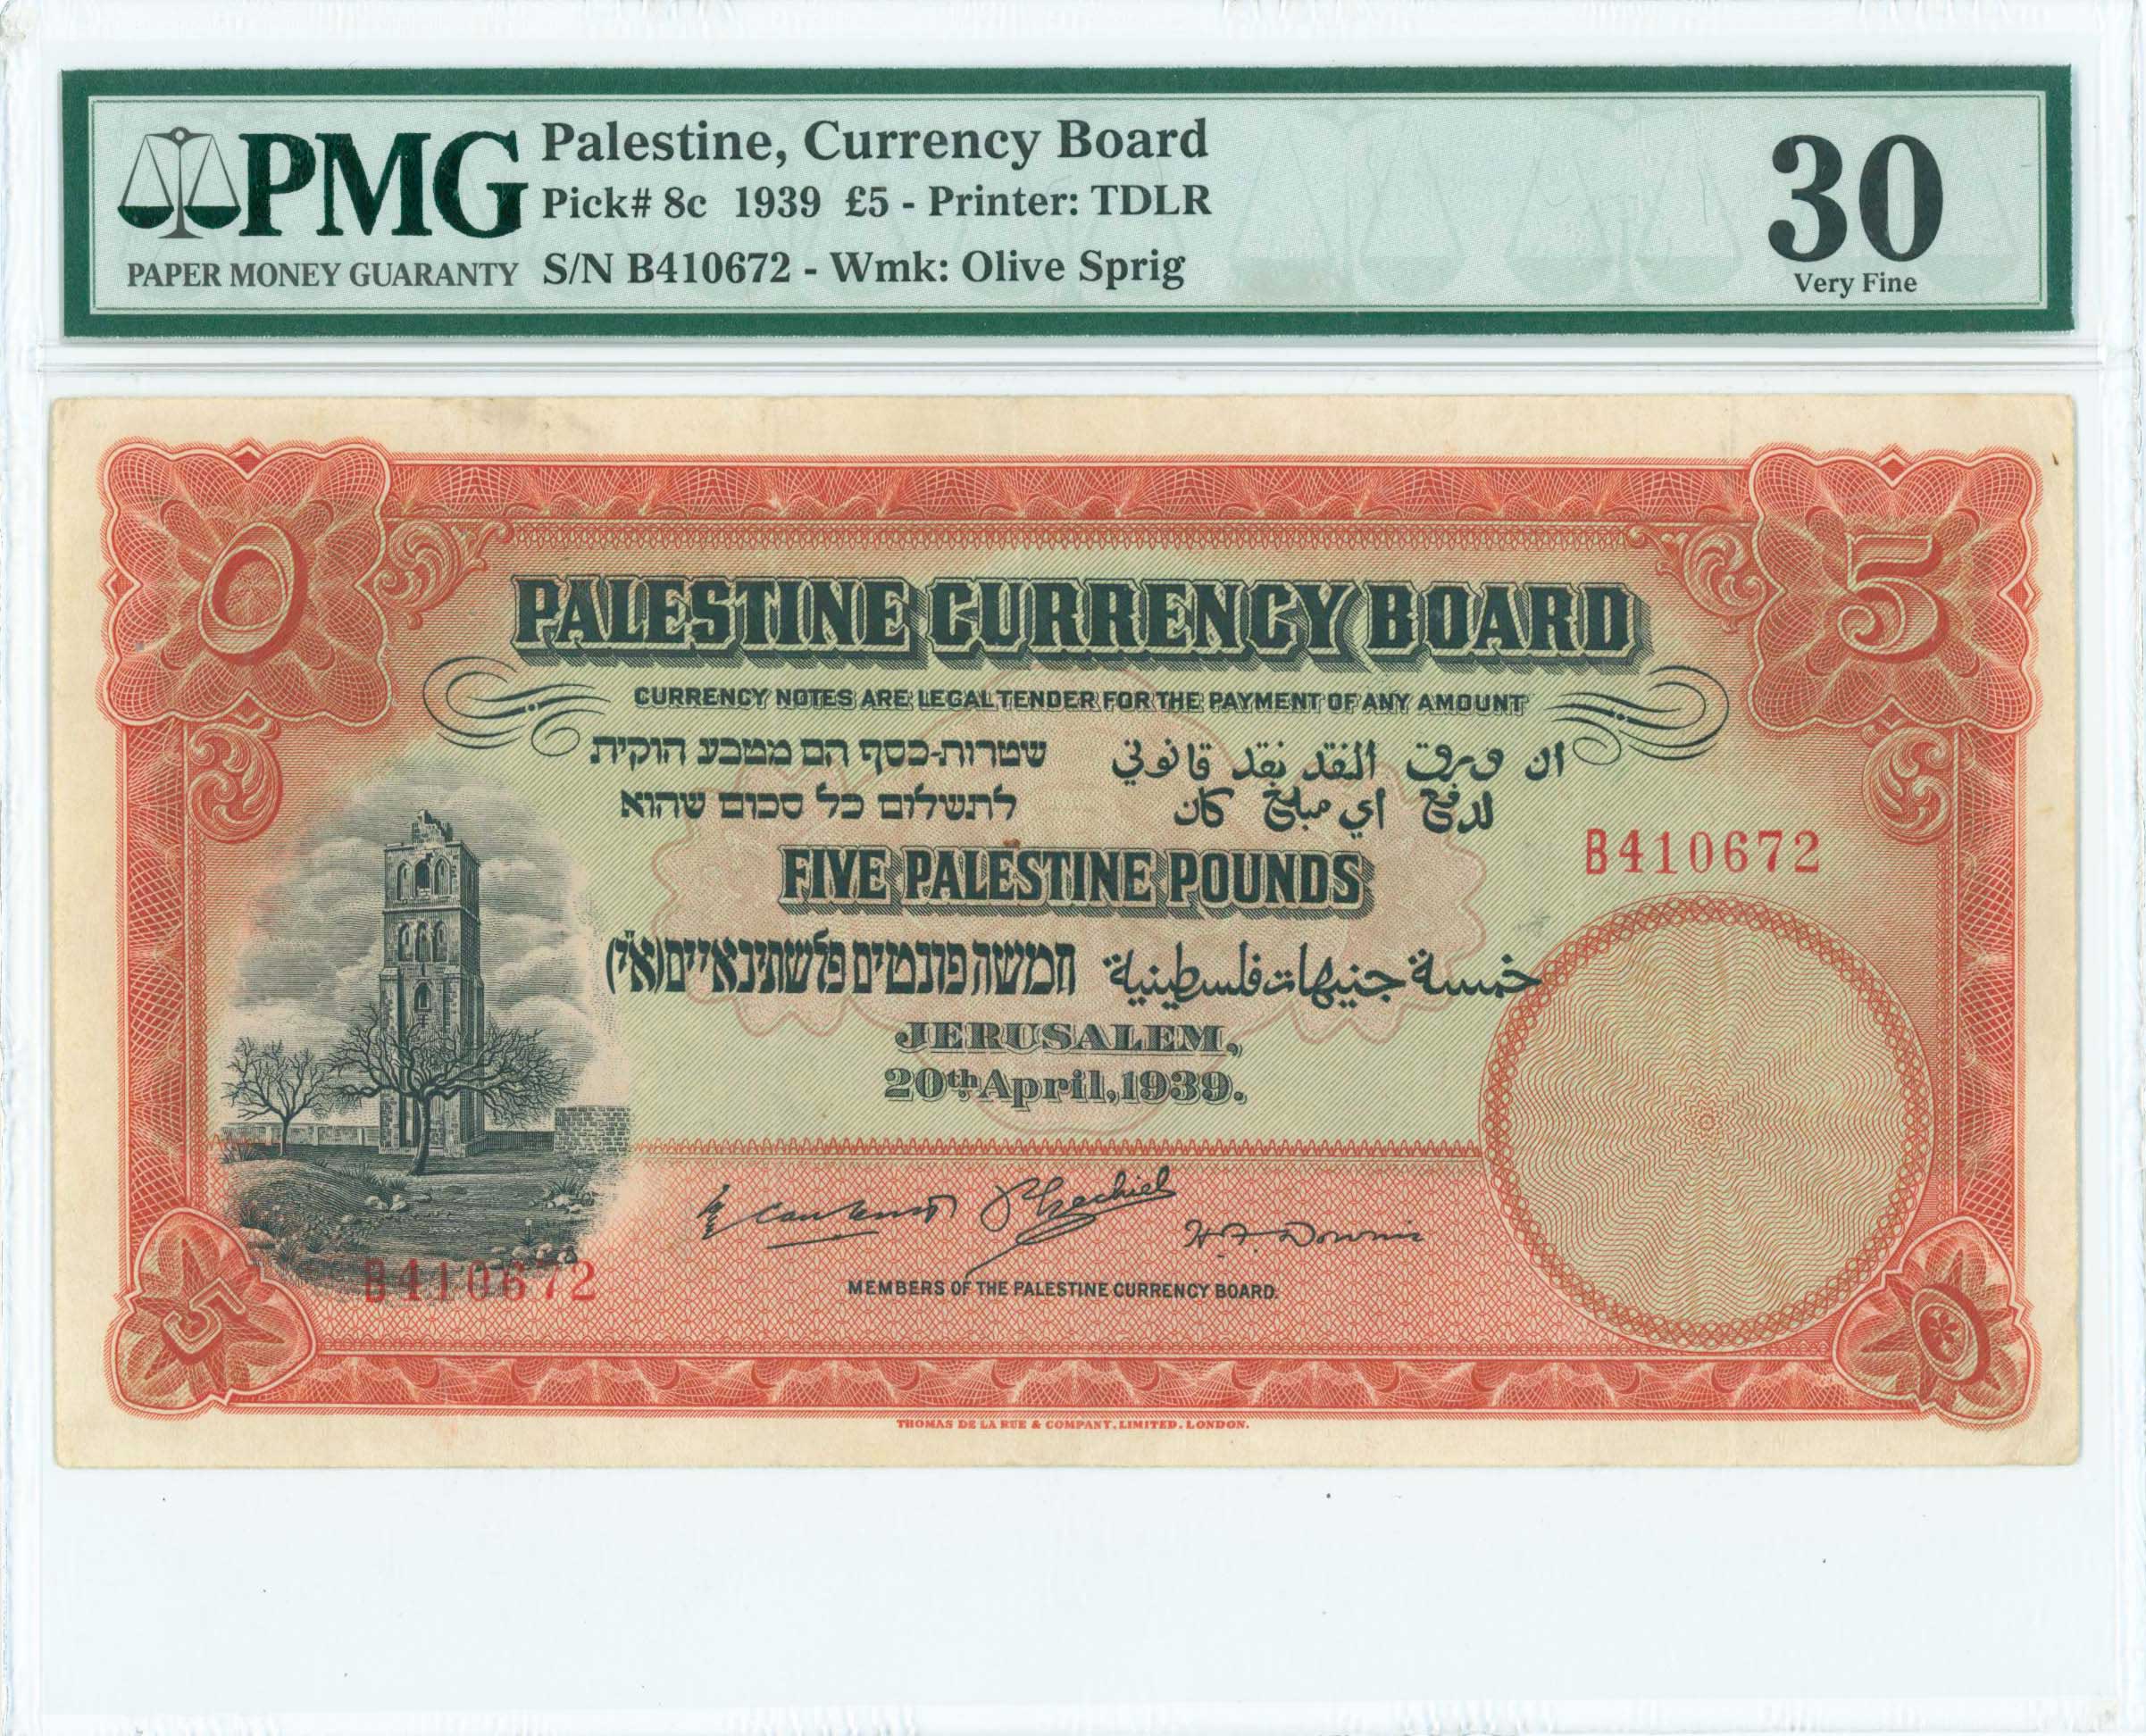 PMG
PAPER MONEY GUARANTY
Palestine, Currency Board
Pick# 8c 1939 £5 - Printer: TDLR
S/N B410672 - Wmk: Olive Sprig
30
Very Fine
5
PALESTINE CURRENCY BOARD
CURRENCY NOTES ARE LEGAL TENDER FOR THE PAYMENT OF ANY AMOUNT
שטרות-כסף הם מטבע חוקית
לתשלום כל סכום שהוא
ان ورق النقد نقد قانوني
لدفع أي مبلغ كان
B410672
FIVE PALESTINE POUNDS
חמשה פונטים פלשתינאיים (א״י)
خمسة جنيهات فلسطينية
JERUSALEM,
20th April, 1939.
B410672
MEMBERS OF THE PALESTINE CURRENCY BOARD.
5
THOMAS DE LA RUE & COMPANY, LIMITED, LONDON.